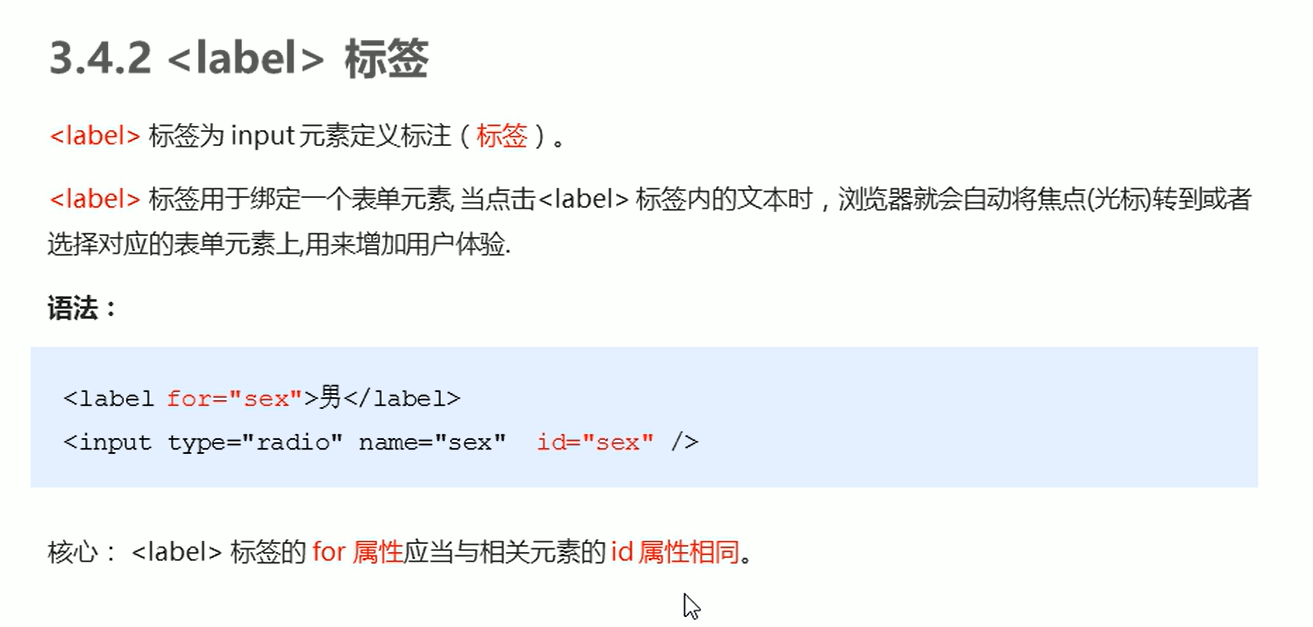 3.4.2 <label> 标签
<label> 标签为 input 元素定义标注（标签）。
<label> 标签用于绑定一个表单元素, 当点击<label> 标签内的文本时，浏览器就会自动将焦点(光标)转到或者
选择对应的表单元素上,用来增加用户体验.
语法：
<label for="sex">男</label>
<input type="radio" name="sex"  id="sex" />
核心： <label> 标签的 for 属性应当与相关元素的 id 属性相同。